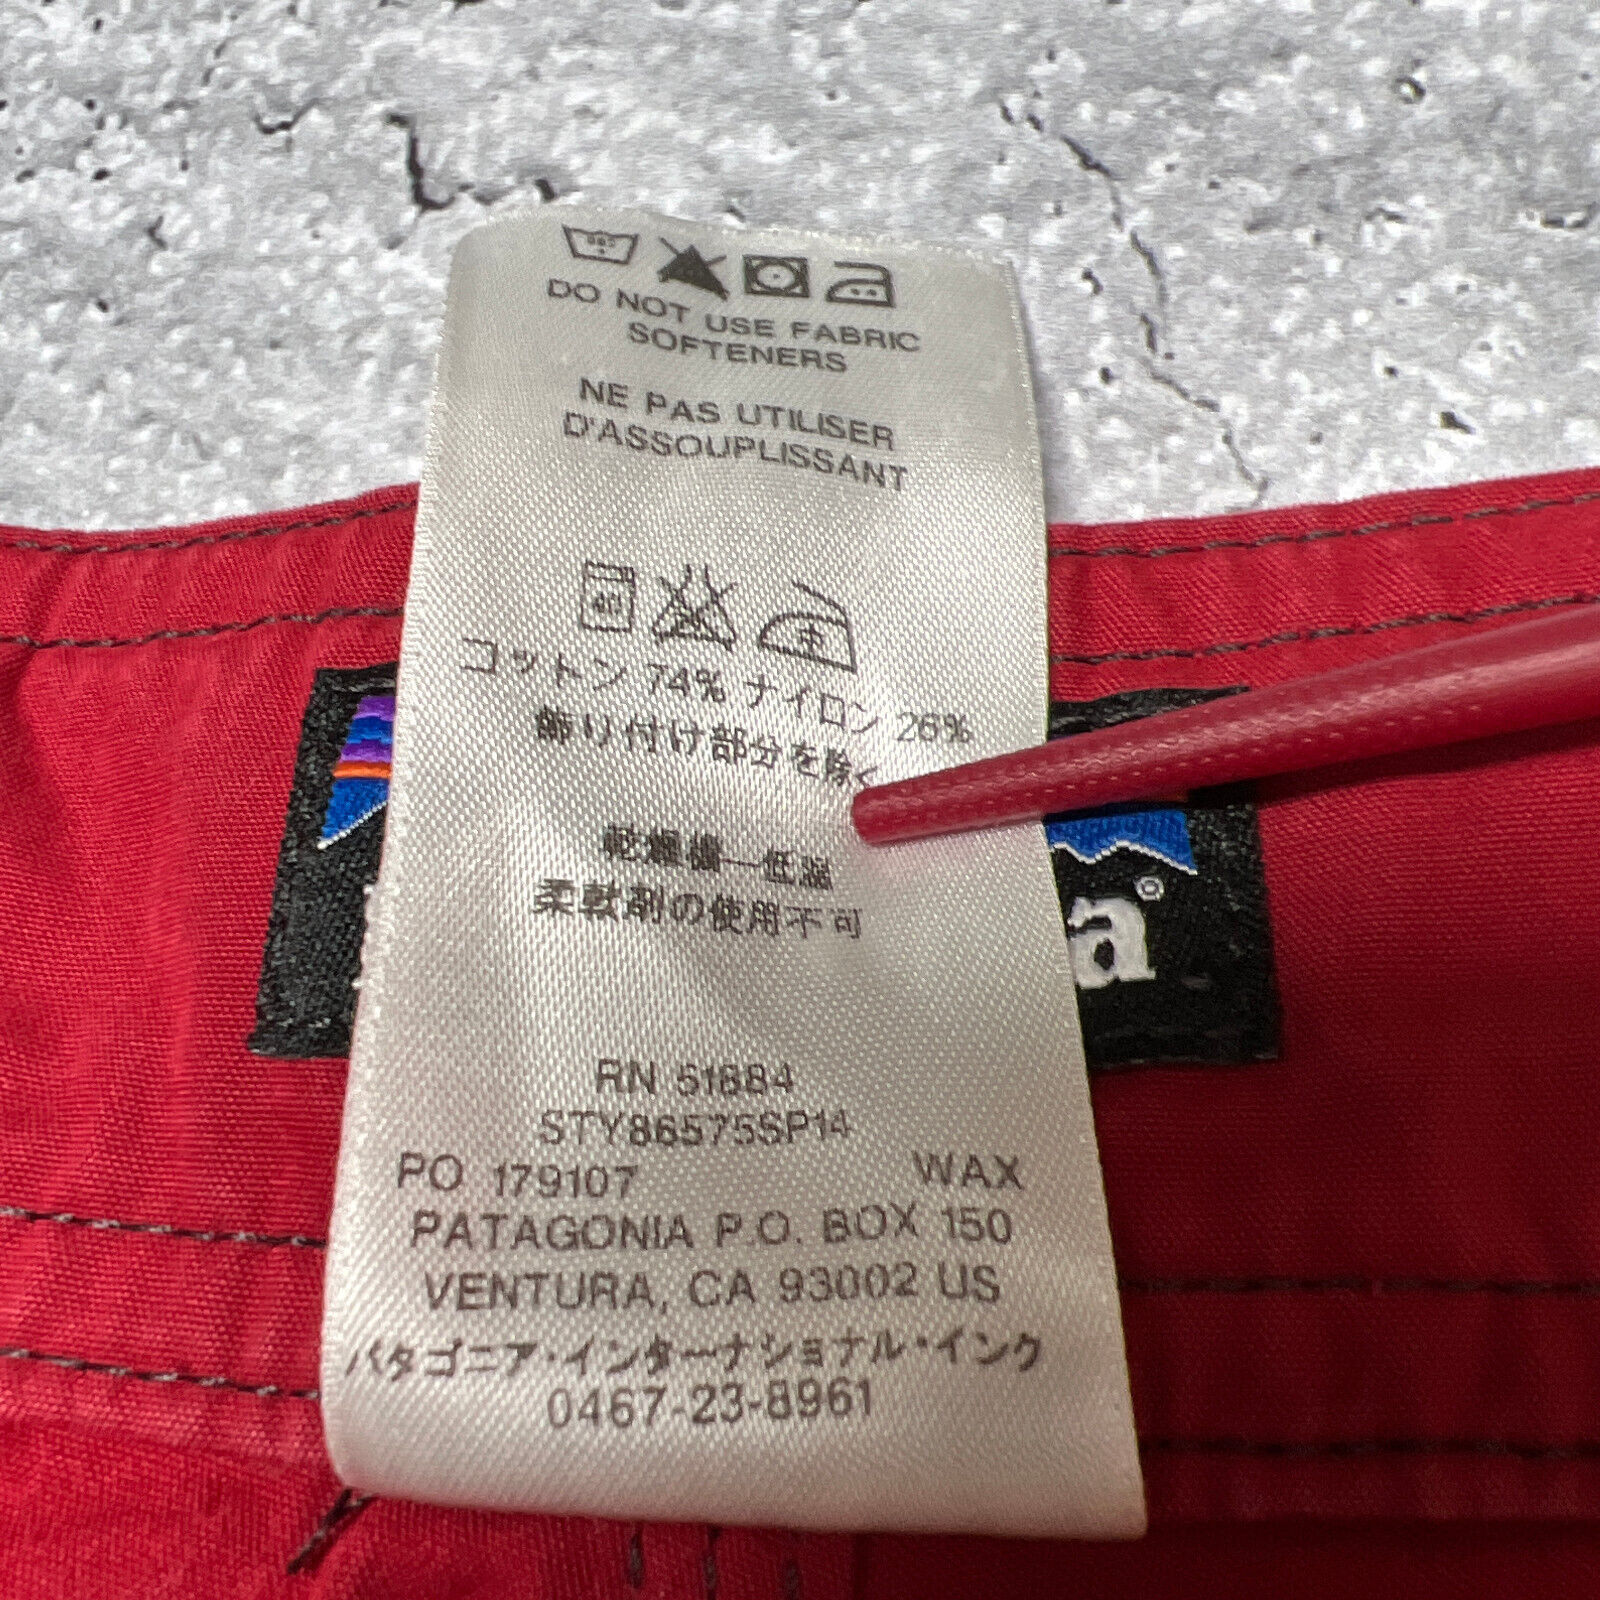 DO NOT USE FABRIC
SOFTENERS
NE PAS UTILISER
D'ASSOUPLISSANT
40
中
コットン 74% ナイロン 26%
飾り付け部分を除く
乾燥機—低温
柔軟剤の使用不可
RN 51884
STY86575SP14
PO 179107 WAX
PATAGONIA P.O. BOX 150
VENTURA, CA 93002 US
パタゴニア・インターナショナル・インク
0467-23-8961
a®